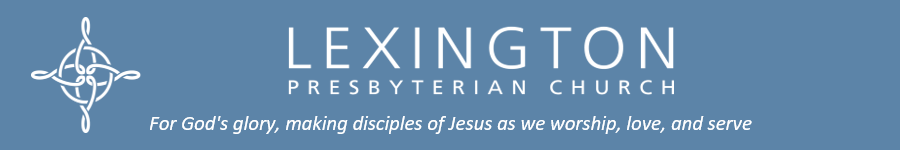 LEXINGTON
PRESBYTERIAN CHURCH
For God's glory, making disciples of Jesus as we worship, love, and serve